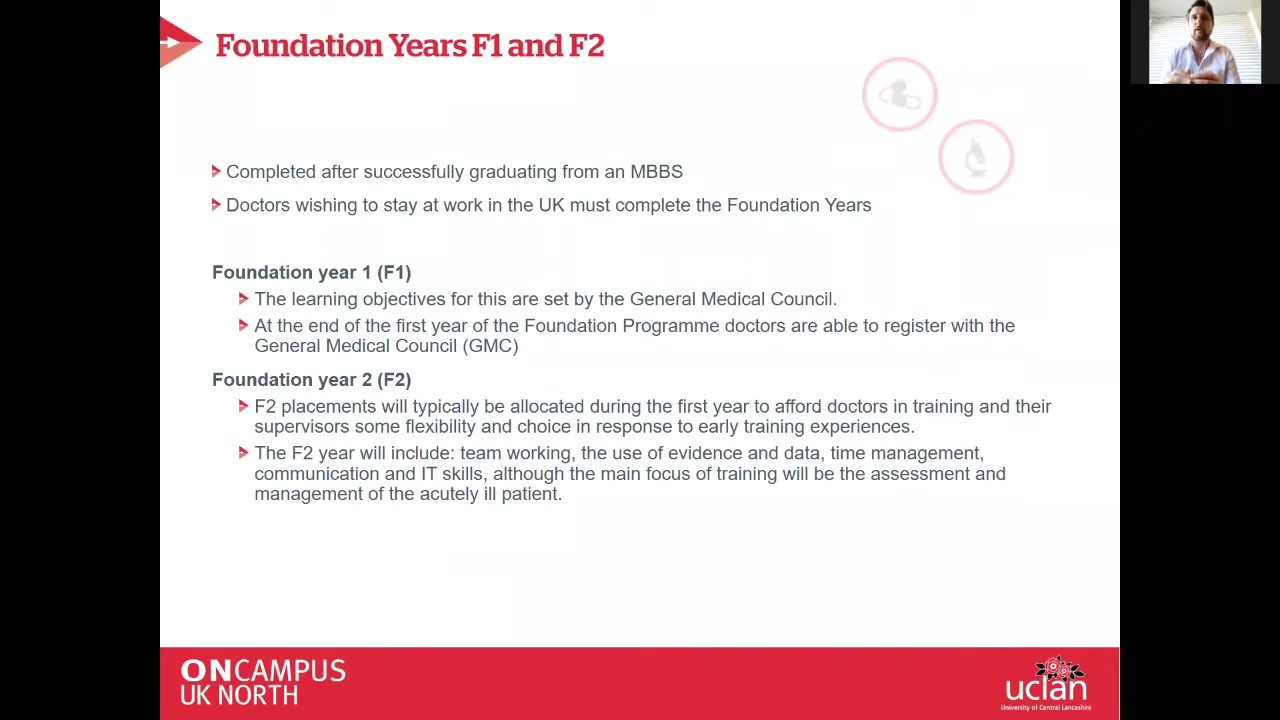 Foundation Years F1 and F2
Completed after successfully graduating from an MBBS
Doctors wishing to stay at work in the UK must complete the Foundation Years
Foundation year 1 (F1)
The learning objectives for this are set by the General Medical Council.
At the end of the first year of the Foundation Programme doctors are able to register with the
General Medical Council (GMC)
Foundation year 2 (F2)
F2 placements will typically be allocated during the first year to afford doctors in training and their
supervisors some flexibility and choice in response to early training experiences.
The F2 year will include: team working, the use of evidence and data, time management,
communication and IT skills, although the main focus of training will be the assessment and
management of the acutely ill patient.
ONCAMPUS
UK NORTH
uclan
University of Central Lancashire